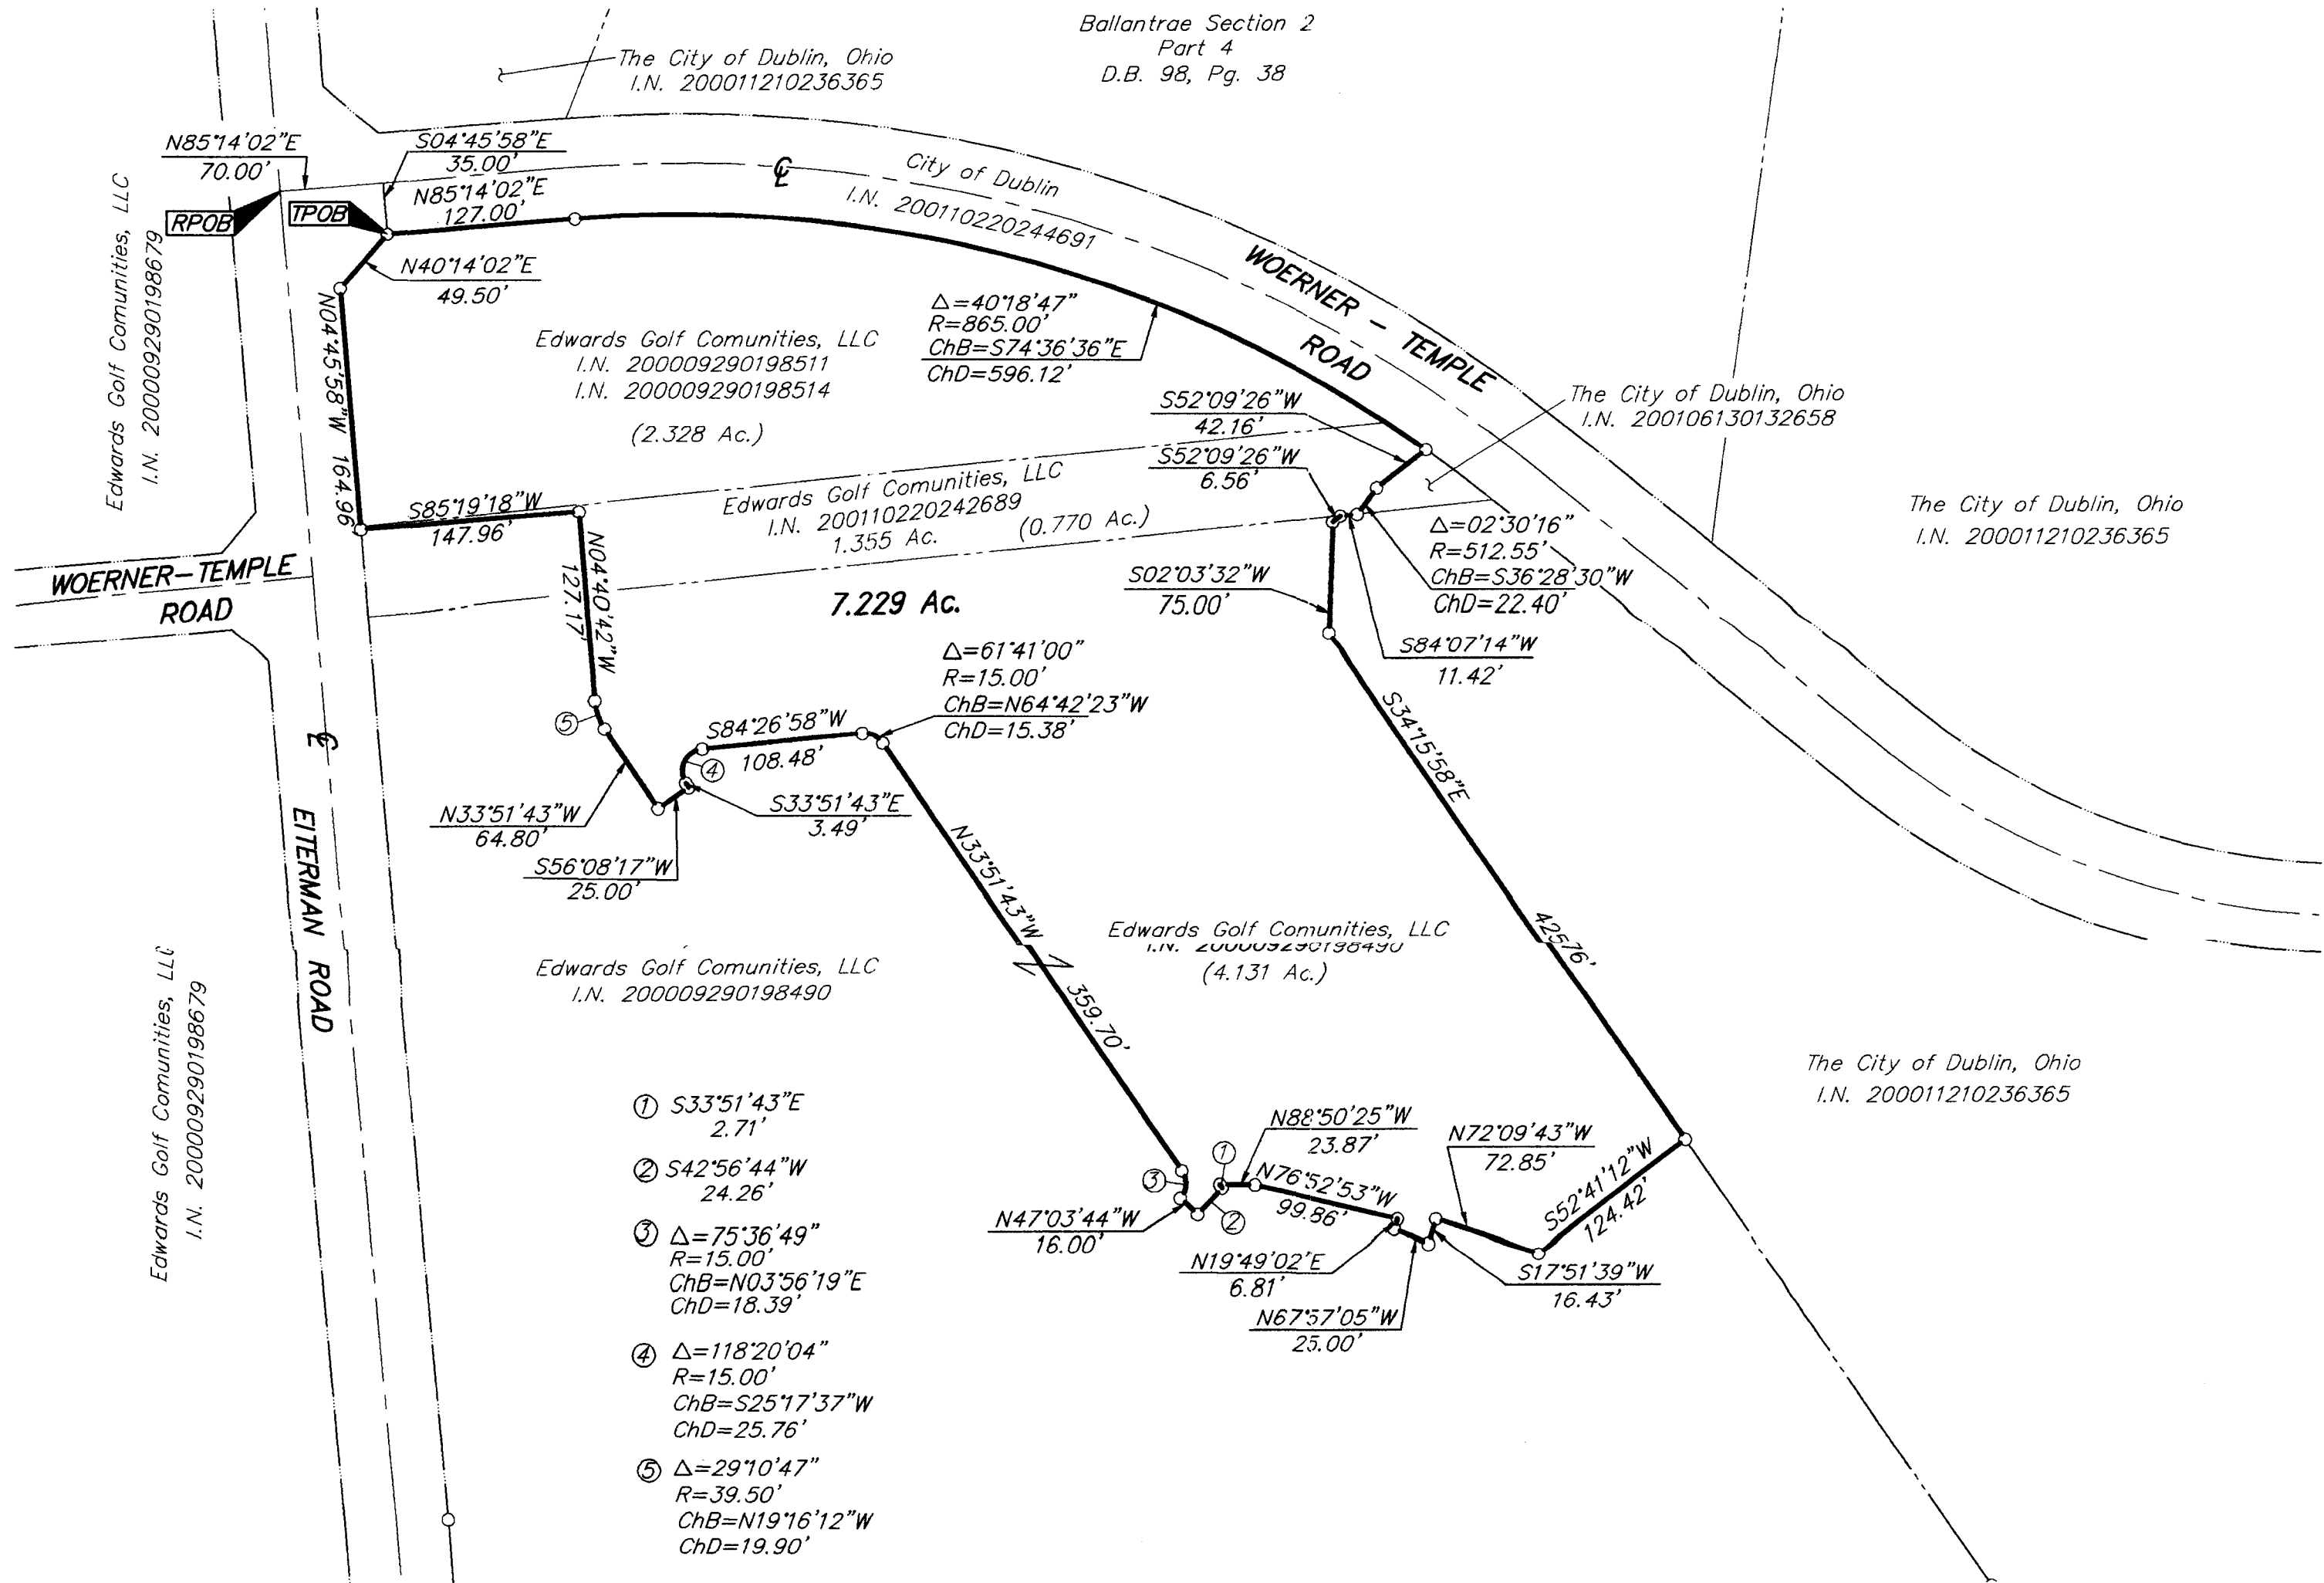 Ballantrae Section 2
Part 4
D.B. 98, Pg. 38
The City of Dublin, Ohio
I.N. 200011210236365
N85°14'02"E
70.00'
S04°45'58"E
35.00'
N85°14'02"E
127.00'
RPOB
TPOB
N40°14'02"E
49.50'
City of Dublin
I.N. 200110220244691
WOERNER - TEMPLE
ROAD
Edwards Golf Comunities, LLC
I.N. 200009290198679
N04°45'58"W 164.96'
Edwards Golf Comunities, LLC
I.N. 200009290198511
I.N. 200009290198514
(2.328 Ac.)
Δ=40°18'47"
R=865.00'
ChB=S74°36'36"E
ChD=596.12'
S52°09'26"W
42.16'
S52°09'26"W
6.56'
The City of Dublin, Ohio
I.N. 200106130132658
The City of Dublin, Ohio
I.N. 200011210236365
S85°19'18"W
147.96'
Edwards Golf Comunities, LLC
I.N. 200110220242689
1.355 Ac. (0.770 Ac.)
Δ=02°30'16"
R=512.55'
ChB=S36°28'30"W
ChD=22.40'
S02°03'32"W
75.00'
S84°07'14"W
11.42'
WOERNER-TEMPLE
ROAD
N04°40'42"W
127.17'
7.229 Ac.
Δ=61°41'00"
R=15.00'
ChB=N64°42'23"W
ChD=15.38'
S84°26'58"W
108.48'
5
4
S33°51'43"E
3.49'
N33°51'43"W
64.80'
S56°08'17"W
25.00'
S34°15'58"E
425.76'
N33°51'43"W
359.70'
EITERMAN ROAD
Edwards Golf Comunities, LLC
I.N. 200009290198679
Edwards Golf Comunities, LLC
I.N. 200009290198490
Edwards Golf Comunities, LLC
I.N. 200009290198490
(4.131 Ac.)
The City of Dublin, Ohio
I.N. 200011210236365
N88°50'25"W
23.87'
N72°09'43"W
72.85'
1
3
2
N76°52'53"W
99.86'
S52°41'12"W
124.42'
N47°03'44"W
16.00'
N19°49'02"E
6.81'
S17°51'39"W
16.43'
N67°57'05"W
25.00'
1 S33°51'43"E
2.71'
2 S42°56'44"W
24.26'
3 Δ=75°36'49"
R=15.00'
ChB=N03°56'19"E
ChD=18.39'
4 Δ=118°20'04"
R=15.00'
ChB=S25°17'37"W
ChD=25.76'
5 Δ=29°10'47"
R=39.50'
ChB=N19°16'12"W
ChD=19.90'